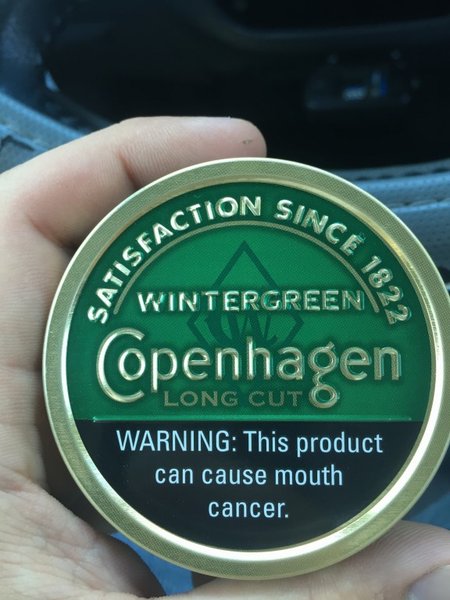 SATISFACTION SINCE 1822
WINTERGREEN
Copenhagen
LONG CUT
WARNING: This product
can cause mouth
cancer.